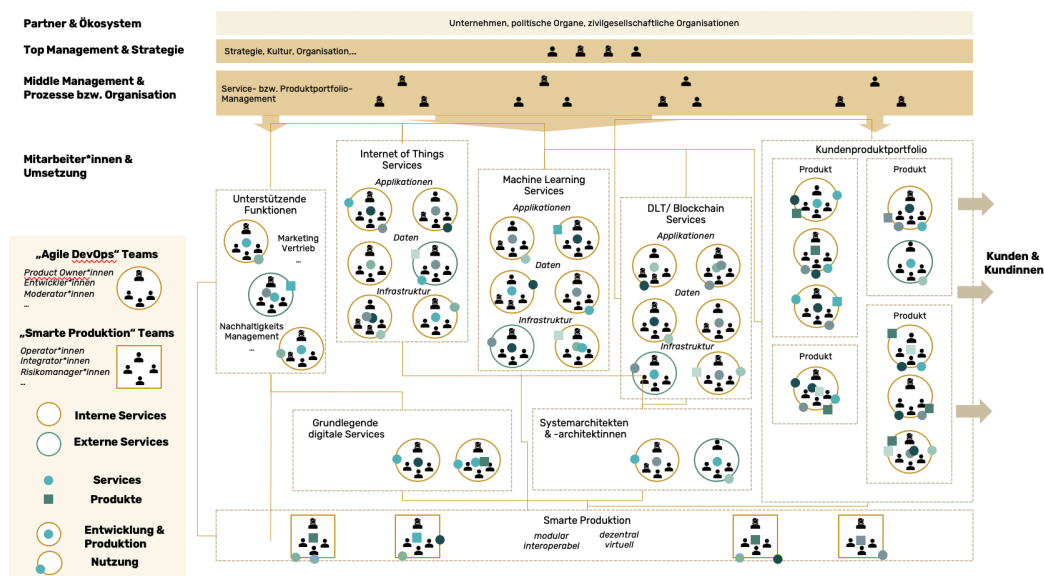 Partner & Ökosystem
Unternehmen, politische Organe, zivilgesellschaftliche Organisationen
Top Management & Strategie
Strategie, Kultur, Organisation,...
Middle Management &
Prozesse bzw. Organisation
Service- bzw. Produktportfolio-
Management
Mitarbeiter*innen &
Umsetzung
Unterstützende
Funktionen
Marketing
Vertrieb
...
Nachhaltigkeits
Management
...
Internet of Things
Services
Applikationen
Daten
Infrastruktur
Machine Learning
Services
Applikationen
Daten
Infrastruktur
DLT/ Blockchain
Services
Applikationen
Daten
Infrastruktur
Kundenproduktportfolio
Produkt
Produkt
Produkt
Produkt
Kunden &
Kundinnen
Grundlegende
digitale Services
Systemarchitekten
& -architektinnen
Smarte Produktion
modular
interoperabel
dezentral
virtuell
„Agile DevOps“ Teams
Product Owner*innen
Entwickler*innen
Moderator*innen
...
„Smarte Produktion“ Teams
Operator*innen
Integrator*innen
Risikomanager*innen
...
Interne Services
Externe Services
Services
Produkte
Entwicklung &
Produktion
Nutzung